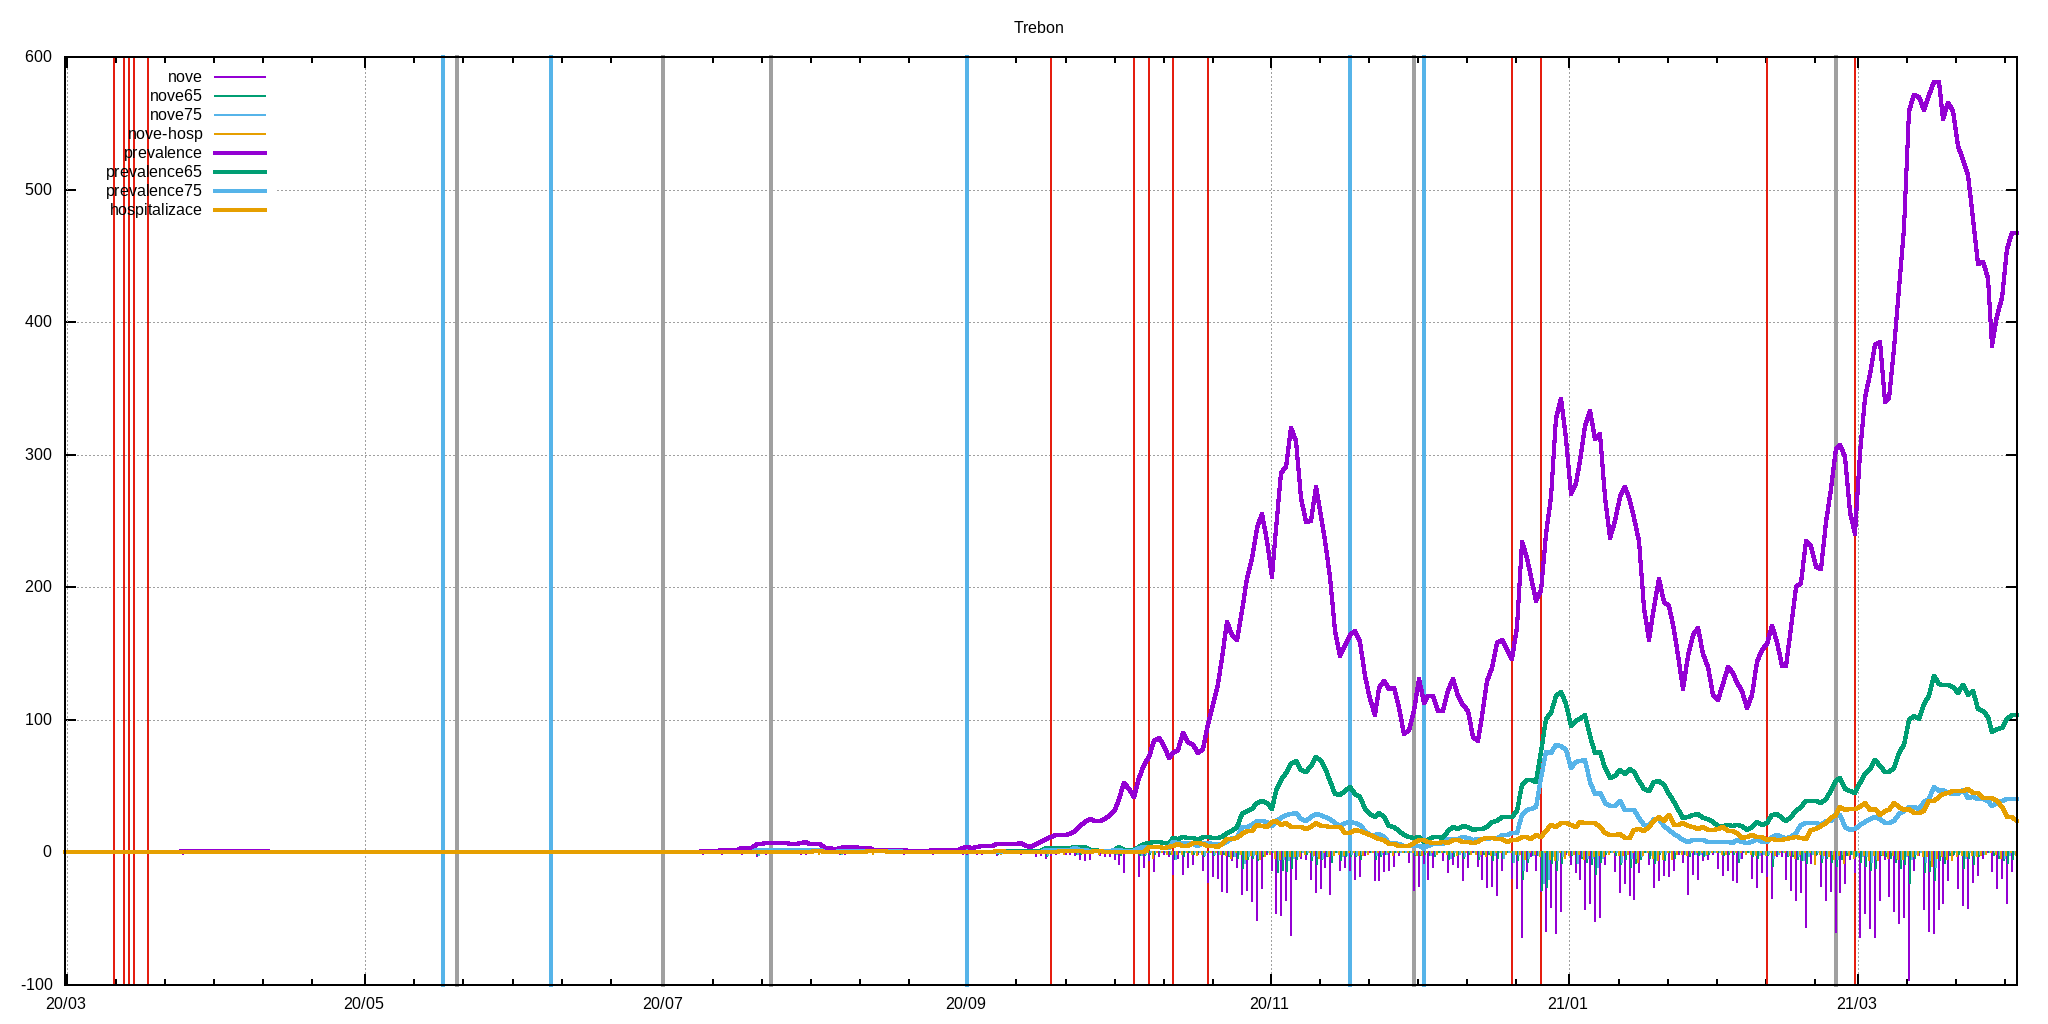 Trebon
600
500
400
300
200
100
0
-100
nove
nove65
nove75
nove-hosp
prevalence
prevalence65
prevalence75
hospitalizace
20/03 20/05 20/07 20/09 20/11 21/01 21/03